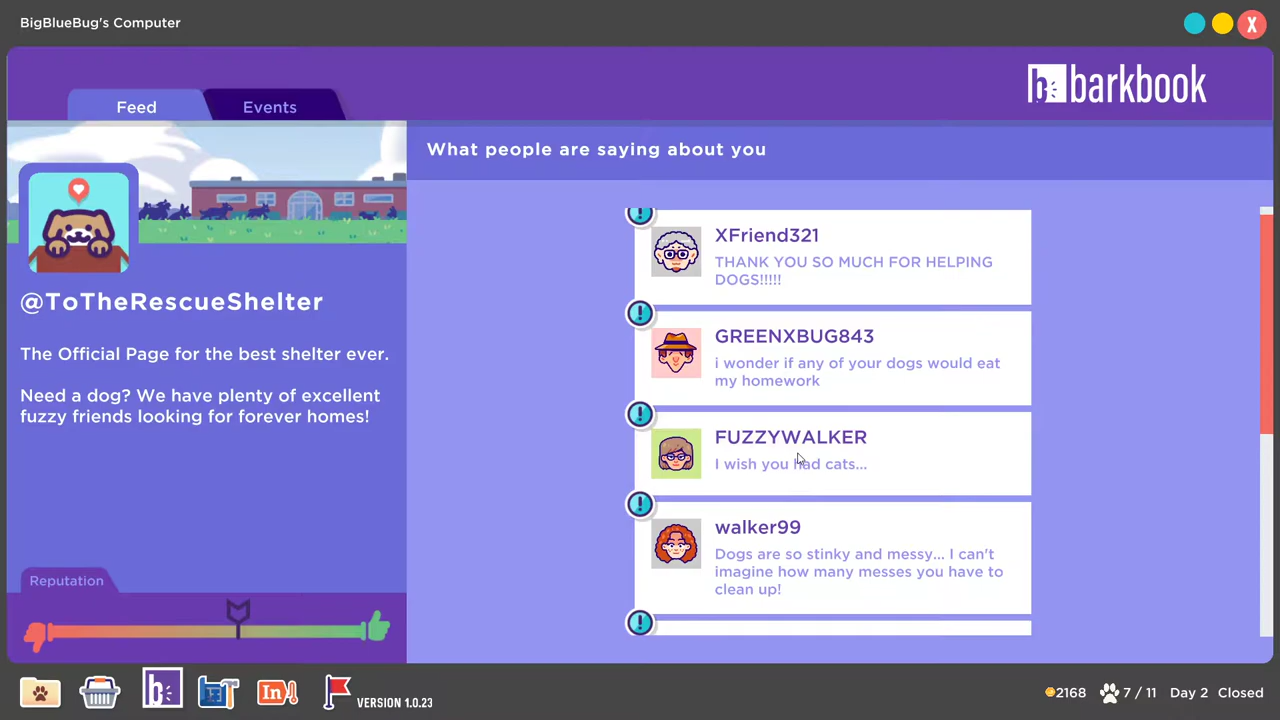 BigBlueBug's Computer
X
Feed
Events
barkbook
What people are saying about you
@ToTheRescueShelter
The Official Page for the best shelter ever.
Need a dog? We have plenty of excellent
fuzzy friends looking for forever homes!
XFriend321
THANK YOU SO MUCH FOR HELPING
DOGS!!!!!
GREENXBUG843
i wonder if any of your dogs would eat
my homework
FUZZYWALKER
I wish you had cats...
walker99
Dogs are so stinky and messy... I can't
imagine how many messes you have to
clean up!
Reputation
In!
VERSION 1.0.23
2168
7 / 11
Day 2
Closed